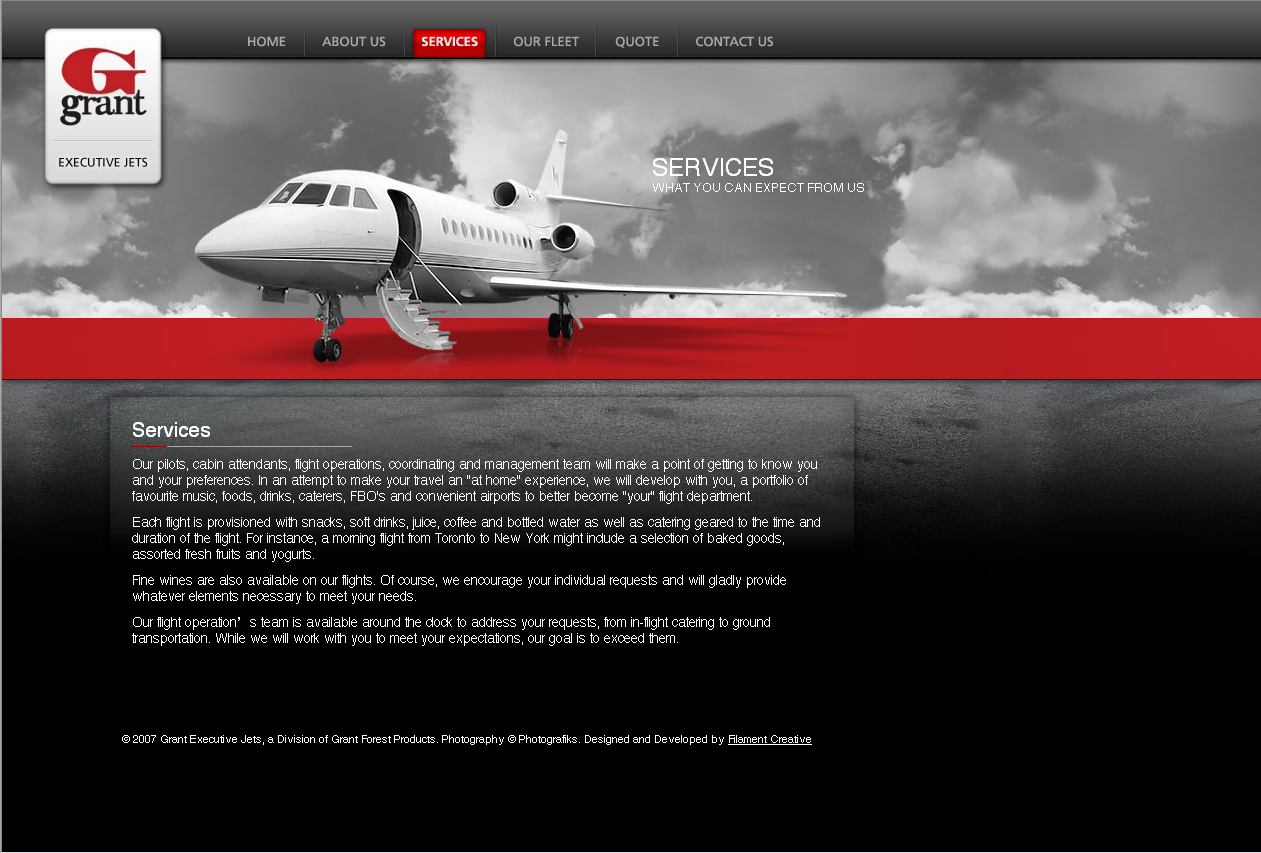 HOME ABOUT US SERVICES OUR FLEET QUOTE CONTACT US
G
grant
EXECUTIVE JETS
SERVICES
WHAT YOU CAN EXPECT FROM US
Services
Our pilots, cabin attendants, flight operations, coordinating and management team will make a point of getting to know you
and your preferences. In an attempt to make your travel an "at home" experience, we will develop with you, a portfolio of
favourite music, foods, drinks, caterers, FBO's and convenient airports to better become "your" flight department.
Each flight is provisioned with snacks, soft drinks, juice, coffee and bottled water as well as catering geared to the time and
duration of the flight. For instance, a morning flight from Toronto to New York might include a selection of baked goods,
assorted fresh fruits and yogurts.
Fine wines are also available on our flights. Of course, we encourage your individual requests and will gladly provide
whatever elements necessary to meet your needs.
Our flight operation’s team is available around the clock to address your requests, from in-flight catering to ground
transportation. While we will work with you to meet your expectations, our goal is to exceed them.
© 2007 Grant Executive Jets, a Division of Grant Forest Products. Photography © Photografiks. Designed and Developed by Filament Creative